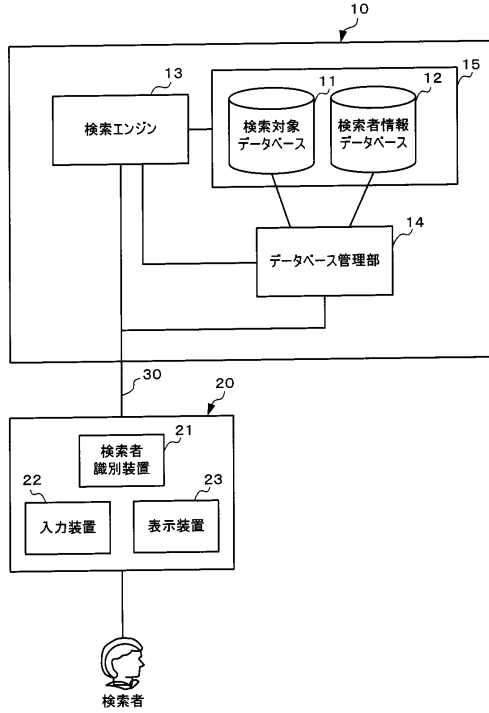 10
13
15
11
12
検索エンジン
検索対象
データベース
検索者情報
データベース
14
データベース管理部
30
20
21
検索者
識別装置
22
23
入力装置
表示装置
検索者